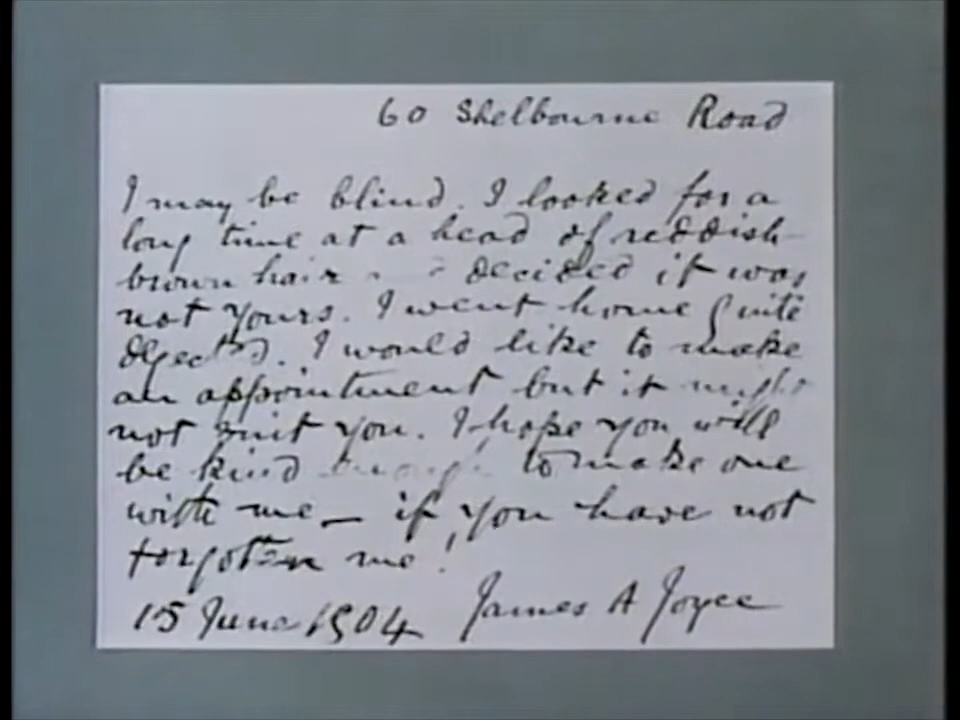 60 Shelbourne Road
I may be blind. I looked for a
long time at a head of reddish-
brown hair decided it was
not yours. I went home quite
dejected. I would like to make
an appointment but it might
not suit you. I hope you will
be kind enough to make one
with me — if you have not
forgotten me!
15 June 1904 James A Joyce